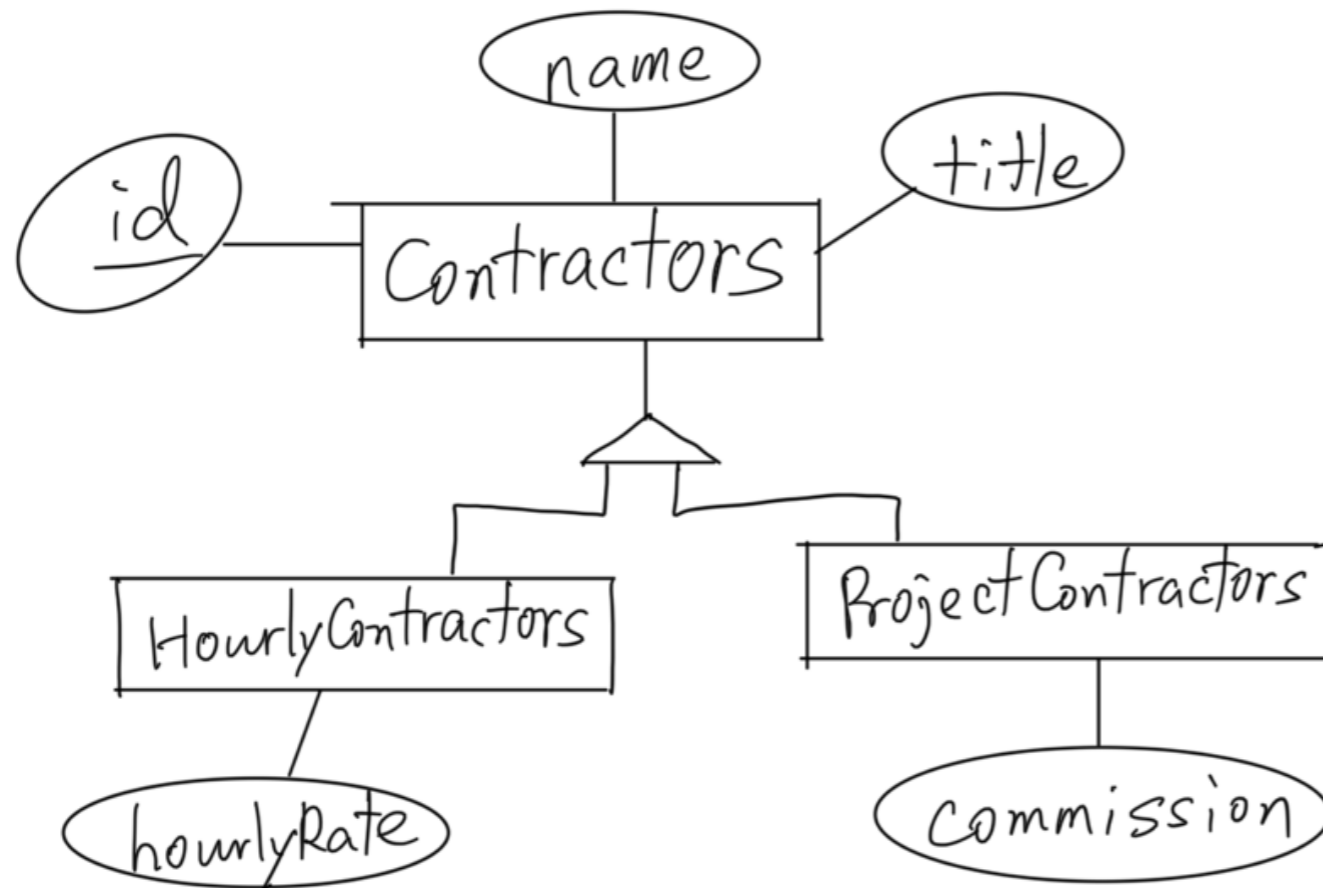 name
title
id
Contractors
HourlyContractors
ProjectContractors
hourlyRate
commission